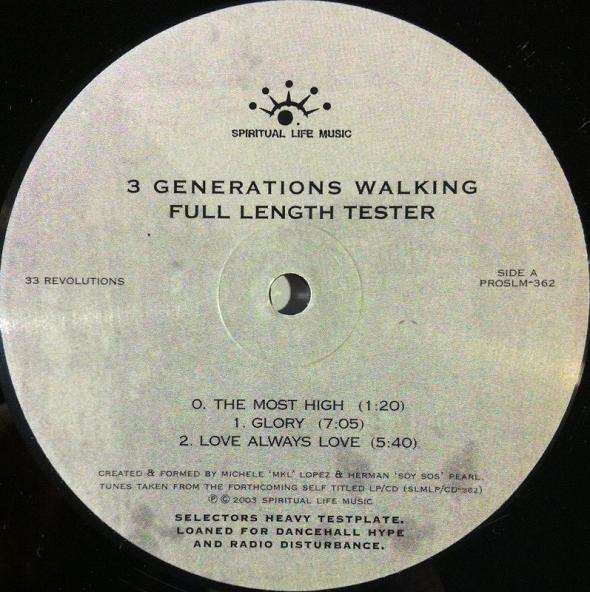 SPIRITUAL LIFE MUSIC
3 GENERATIONS WALKING
FULL LENGTH TESTER
33 REVOLUTIONS
SIDE A
PROSLM-362
0. THE MOST HIGH (1:20)
1. GLORY (7:05)
2. LOVE ALWAYS LOVE (5:40)
CREATED & FORMED BY MICHELE 'MKL' LOPEZ & HERMAN 'SOY SOS' PEARL.
TUNES TAKEN FROM THE FORTHCOMING SELF TITLED LP/CD (SLMLP/CD-362)
℗ © 2003 SPIRITUAL LIFE MUSIC
SELECTORS HEAVY TESTPLATE.
LOANED FOR DANCEHALL HYPE
AND RADIO DISTURBANCE.